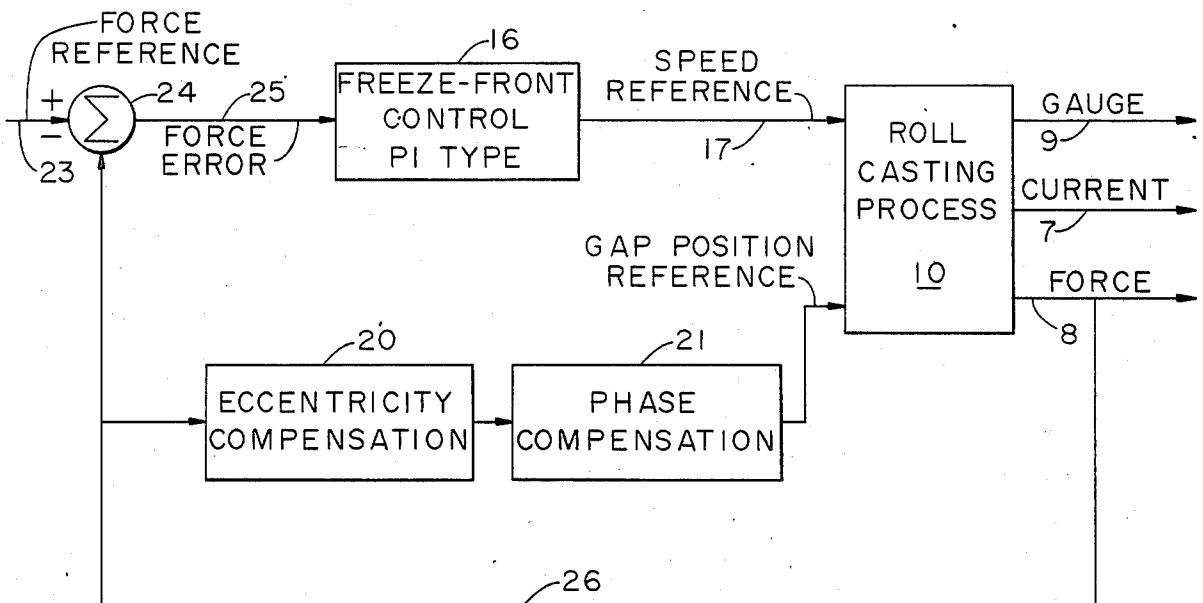 FORCE
REFERENCE
+
−
Σ
24
23
25
FORCE
ERROR
16
FREEZE-FRONT
CONTROL
PI TYPE
SPEED
REFERENCE
17
ROLL
CASTING
PROCESS
10
GAUGE
9
CURRENT
7
FORCE
8
GAP POSITION
REFERENCE
20
ECCENTRICITY
COMPENSATION
21
PHASE
COMPENSATION
26